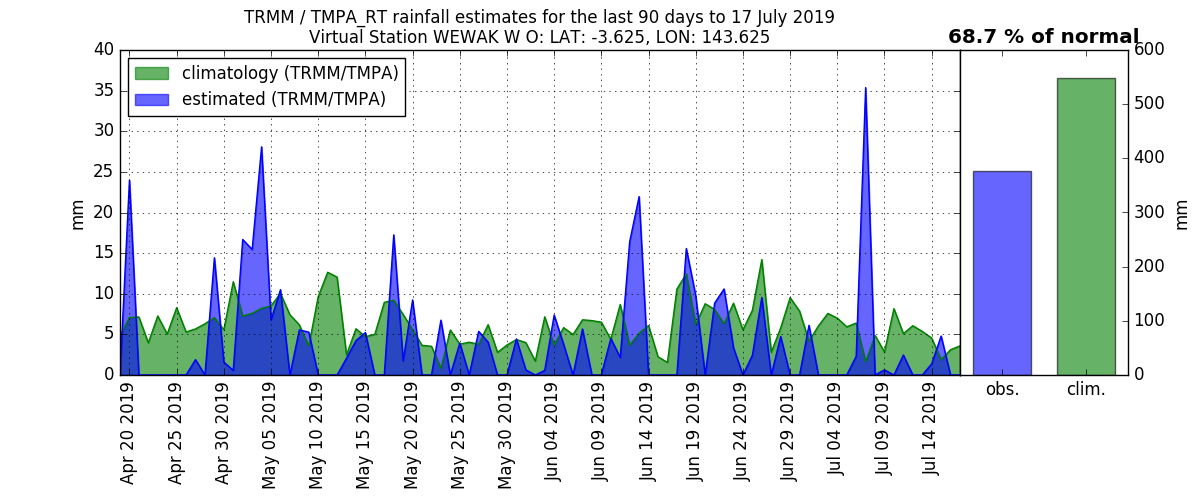 TRMM / TMPA_RT rainfall estimates for the last 90 days to 17 July 2019
Virtual Station WEWAK W O: LAT: -3.625, LON: 143.625
68.7 % of normal
climatology (TRMM/TMPA)
estimated (TRMM/TMPA)
40
35
30
25
20
15
10
5
0
mm
600
500
400
300
200
100
0
mm
Apr 20 2019
Apr 25 2019
Apr 30 2019
May 05 2019
May 10 2019
May 15 2019
May 20 2019
May 25 2019
May 30 2019
Jun 04 2019
Jun 09 2019
Jun 14 2019
Jun 19 2019
Jun 24 2019
Jun 29 2019
Jul 04 2019
Jul 09 2019
Jul 14 2019
obs.
clim.